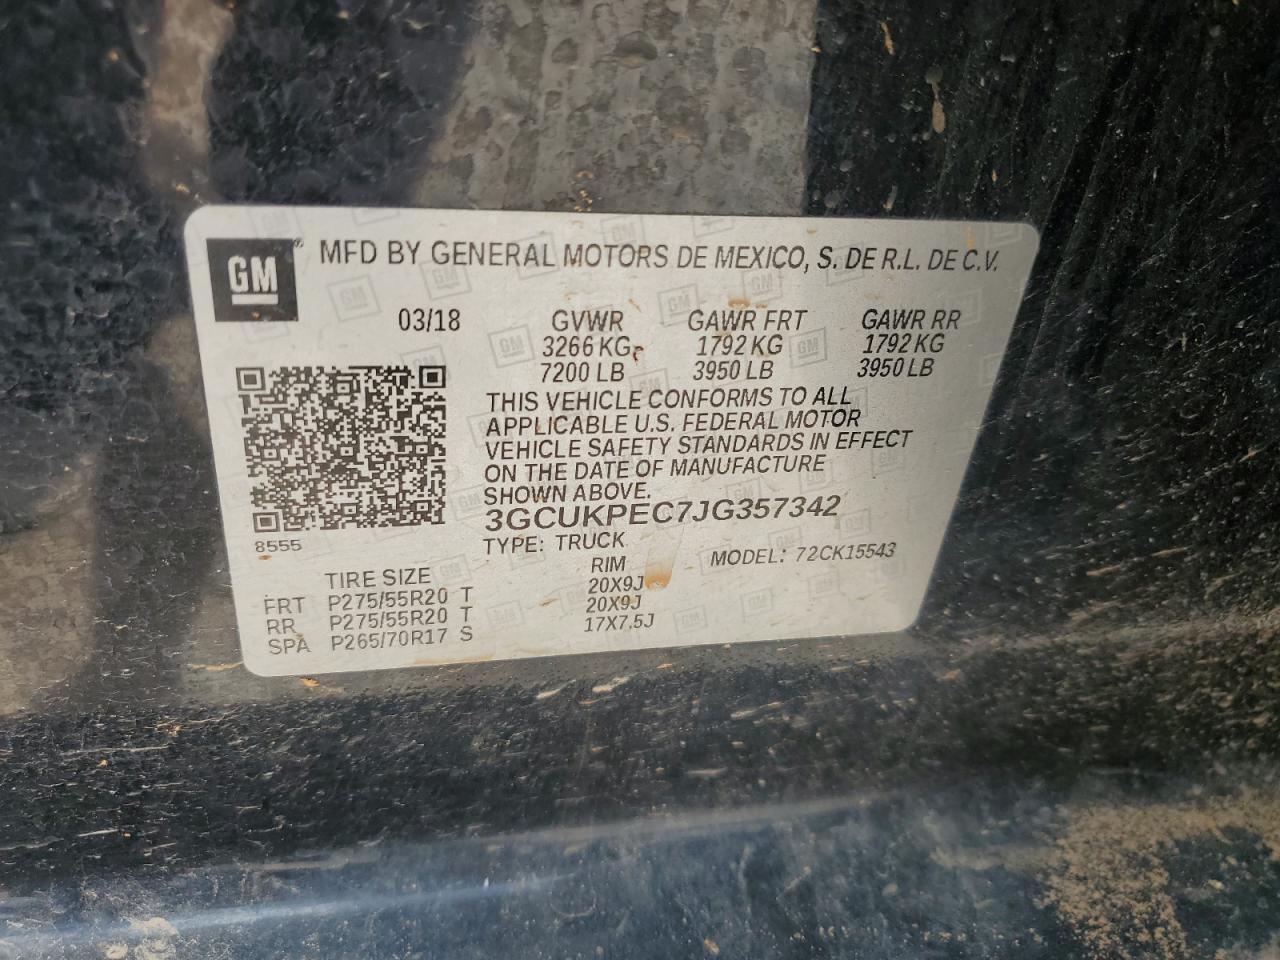 GM
MFD BY GENERAL MOTORS DE MEXICO, S. DE R.L. DE C.V.
03/18 GVWR GAWR FRT GAWR RR
3266 KG 1792 KG 1792 KG
7200 LB 3950 LB 3950 LB
THIS VEHICLE CONFORMS TO ALL
APPLICABLE U.S. FEDERAL MOTOR
VEHICLE SAFETY STANDARDS IN EFFECT
ON THE DATE OF MANUFACTURE
SHOWN ABOVE.
3GCUKPEC7JG357342
8555
TYPE: TRUCK MODEL: 72CK15543
TIRE SIZE RIM
FRT P275/55R20 T 20X9J
RR P275/55R20 T 20X9J
SPA P265/70R17 S 17X7.5J